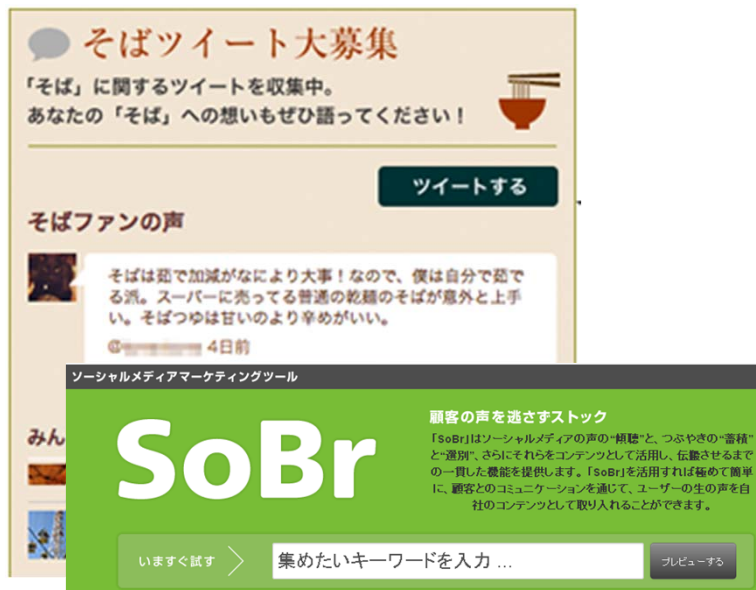 そばツイート大募集
「そば」に関するツイートを収集中。
あなたの「そば」への想いもぜひ語ってください!
ツイートする
そばファンの声
そばは茹で加減がなにより大事!なので、僕は自分で茹で
る派。スーパーに売ってる普通の乾麺のそばが意外と上手
い。そばつゆは甘いのより辛めがいい。
@ 4日前
みん
ソーシャルメディアマーケティングツール
SoBr
顧客の声を逃さずストック
「SoBr」はソーシャルメディアの声の“傾聴”と、つぶやきの“蓄積”
と“選別”、さらにそれらをコンテンツとして活用し、伝播させるまで
の一貫した機能を提供します。「SoBr」を活用すれば極めて簡単
に、顧客とのコミュニケーションを通じて、ユーザーの生の声を自
社のコンテンツとして取り入れることができます。
いますぐ試す
集めたいキーワードを入力 ...
プレビューする